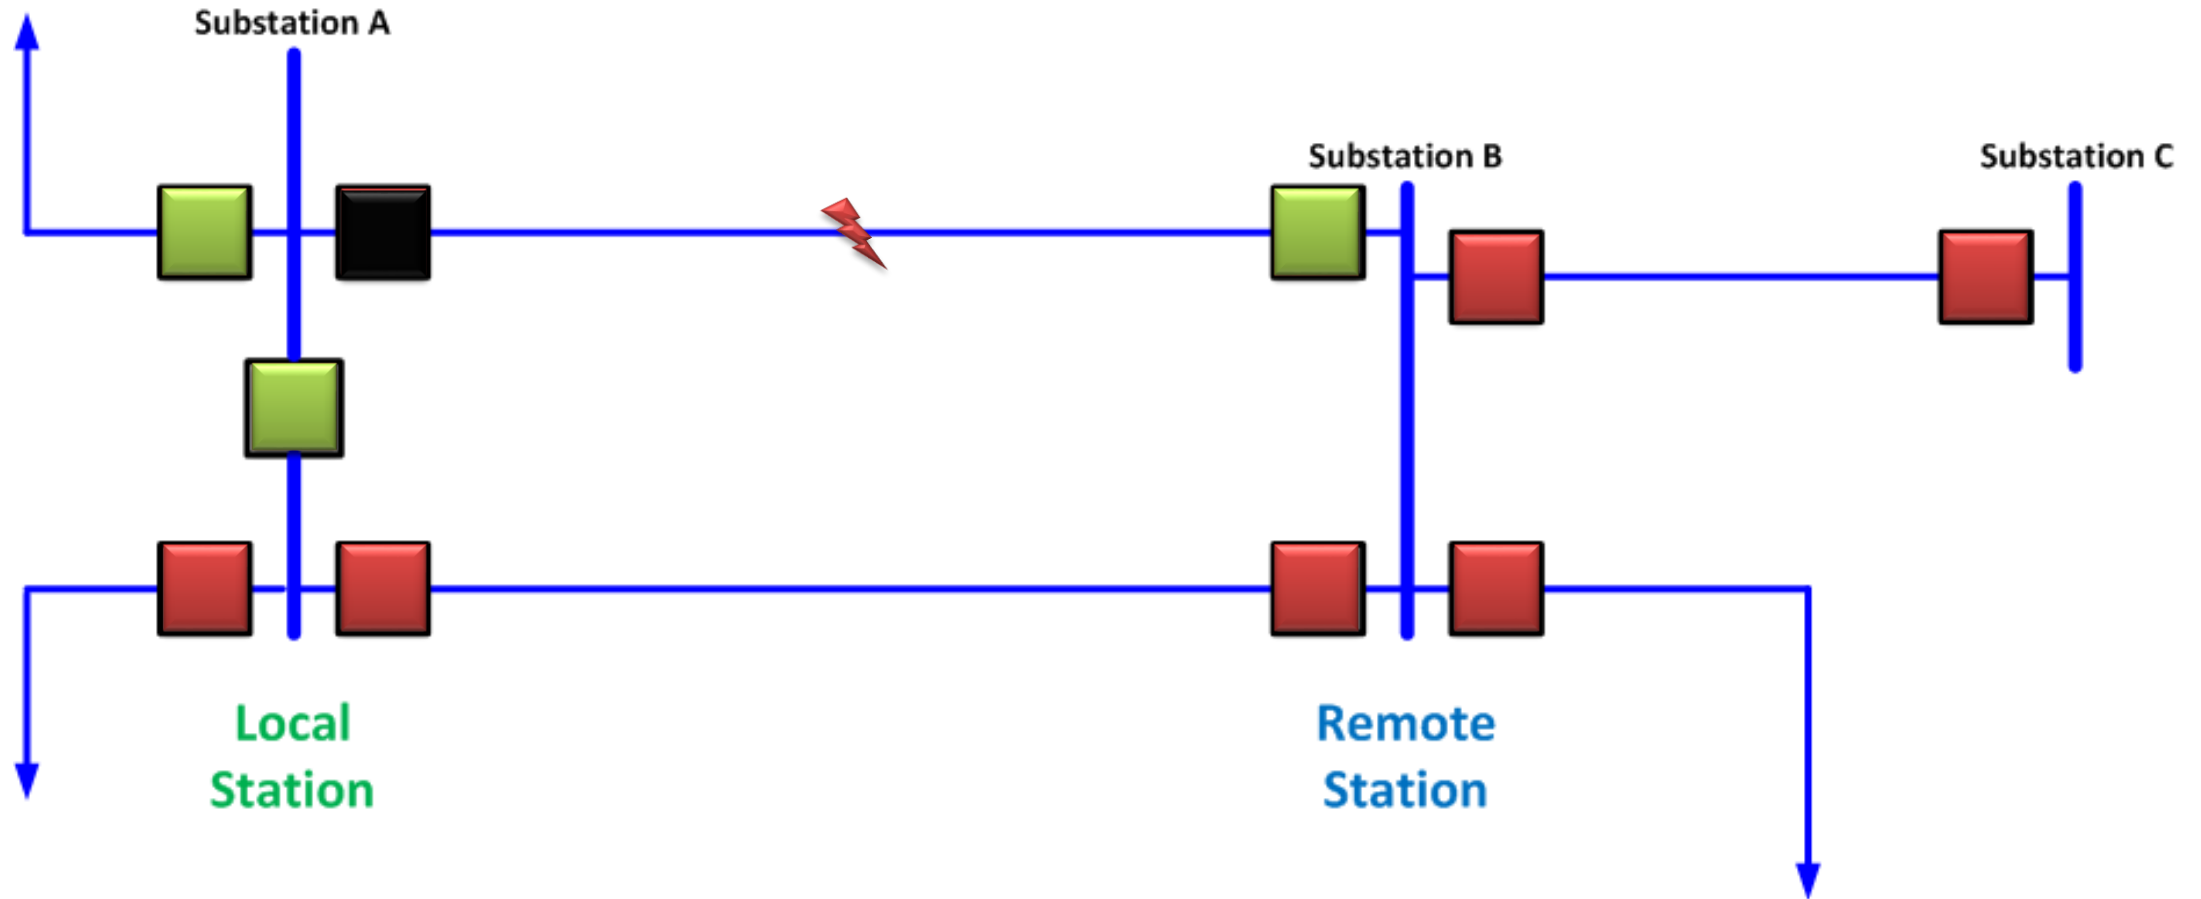 Substation A
Substation B
Substation C
Local
Station
Remote
Station